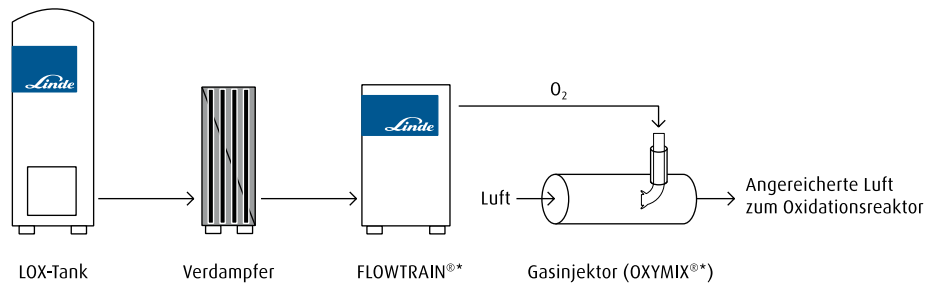 Linde
Linde
O₂
Luft
Angereicherte Luft
zum Oxidationsreaktor
LOX-Tank
Verdampfer
FLOWTRAIN®*
Gasinjektor (OXYMIX®*)